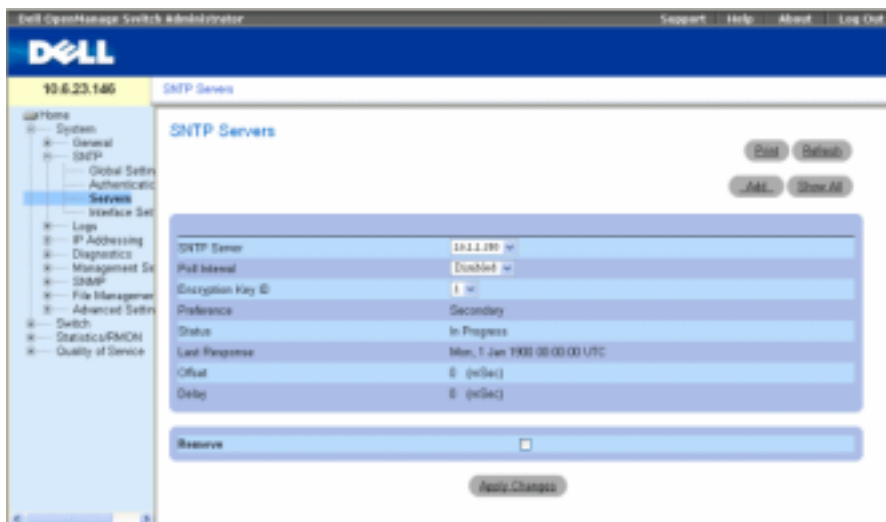 Dell OpenManage Switch Administrator
Support Help About Log Out
DELL
10.6.23.146
SNTP Servers
Home
System
General
SNTP
Global Settin
Authenticatic
Servers
Interface Set
Logs
IP Addressing
Diagnostics
Management Se
SNMP
File Managemen
Advanced Settin
Switch
Statistics/RMON
Quality of Service
SNTP Servers
Print Refresh
Add Show All
SNTP Server
Poll Interval Disabled
Encryption Key ID 1
Preference Secondary
Status In Progress
Last Response Mon, 1 Jan 1900 00:00:00 UTC
Offset 0 (mSec)
Delay 0 (mSec)
Remove
Apply Changes